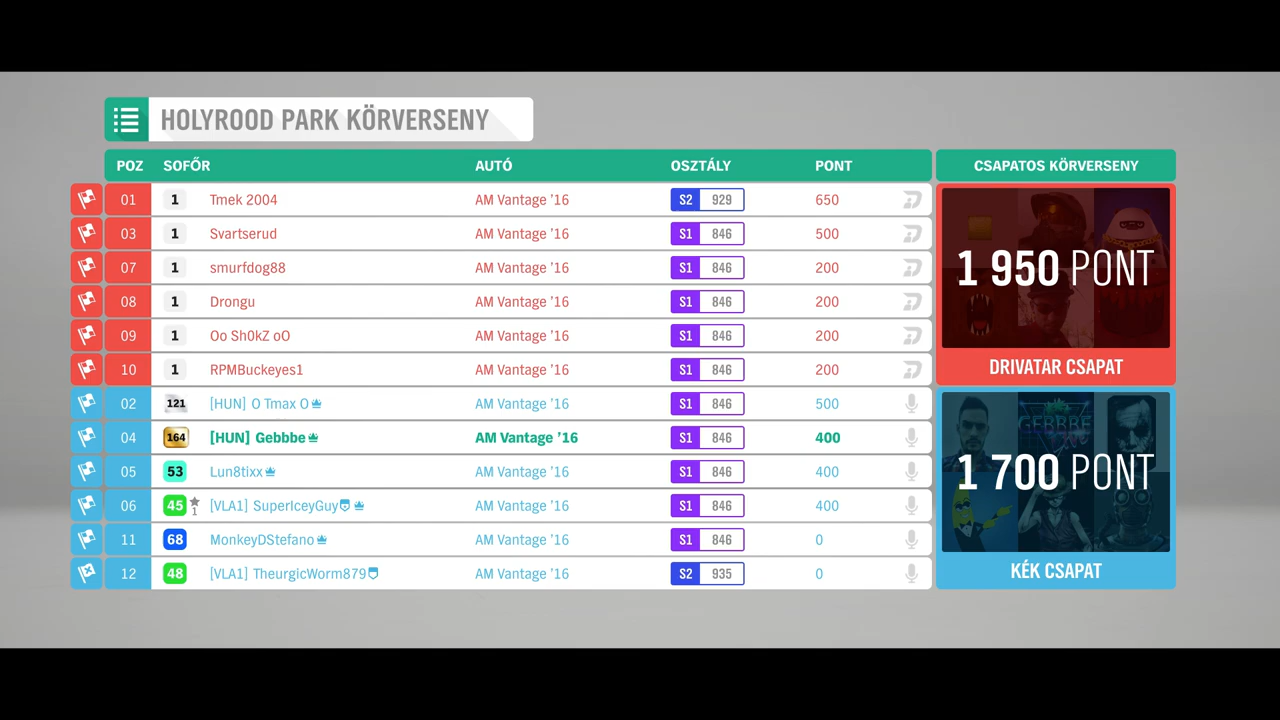 HOLYROOD PARK KÖRVERSENY
POZ SOFŐR AUTÓ OSZTÁLY PONT CSAPATOS KÖRVERSENY
01 1 Tmek 2004 AM Vantage ’16 S2 929 650
03 1 Svartserud AM Vantage ’16 S1 846 500
07 1 smurfdog88 AM Vantage ’16 S1 846 200
08 1 Drongu AM Vantage ’16 S1 846 200
09 1 Oo Sh0kZ oO AM Vantage ’16 S1 846 200
10 1 RPMBuckeyes1 AM Vantage ’16 S1 846 200
1 950 PONT
DRIVATAR CSAPAT
02 121 [HUN] O Tmax O AM Vantage ’16 S1 846 500
04 164 [HUN] Gebbbe AM Vantage ’16 S1 846 400
05 53 Lun8tixx AM Vantage ’16 S1 846 400
06 45 1 [VLA1] SuperIceyGuy AM Vantage ’16 S1 846 400
11 68 MonkeyDStefano AM Vantage ’16 S1 846 0
12 48 [VLA1] TheurgicWorm879 AM Vantage ’16 S2 935 0
GEBBBE
1 700 PONT
KÉK CSAPAT